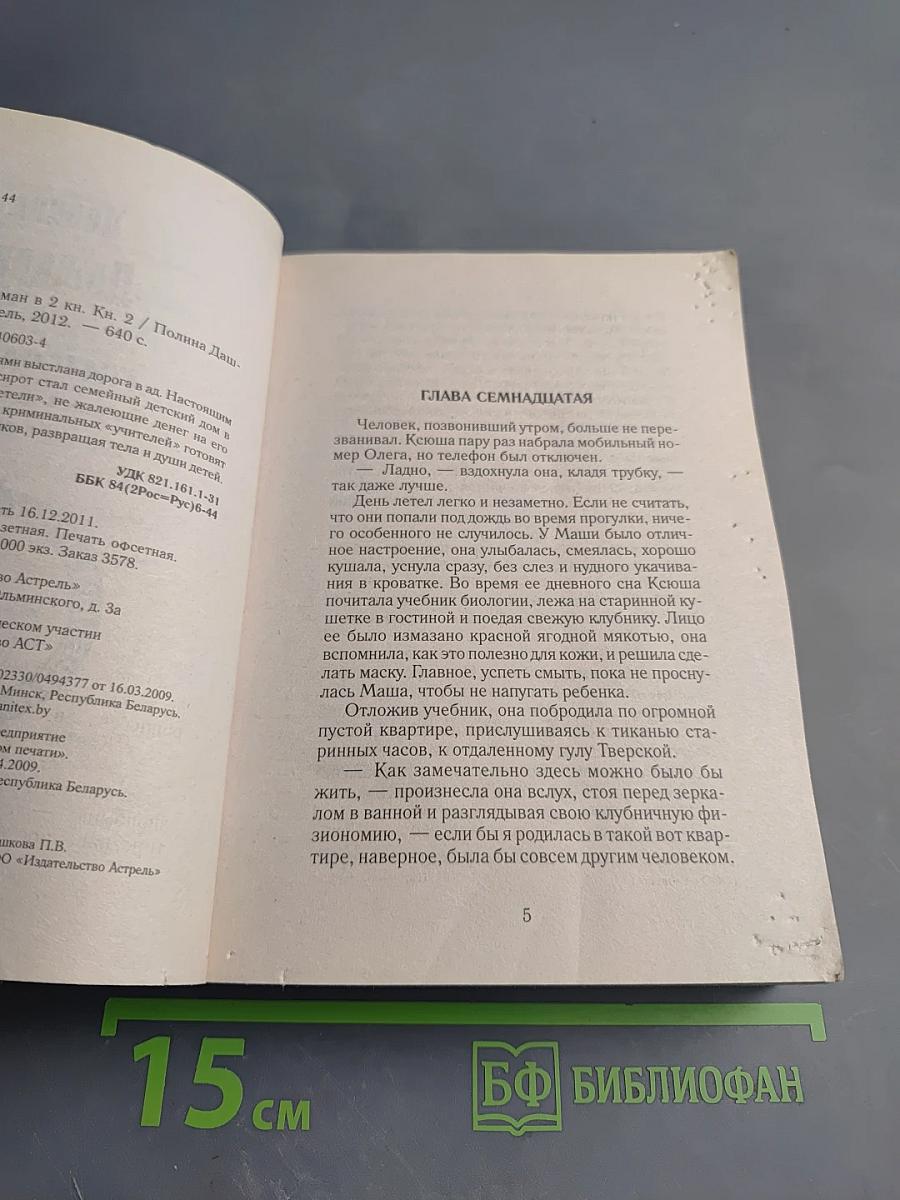 44
ман в 2 кн. Кн. 2 / Полина Даш-
ель, 2012. — 640 с.
40603-4
ями выстлана дорога в ад. Настоящим
сирот стал семейный детский дом в
етели», не жалеющие денег на его
криминальных «учителей» готовят
ков, развращая тела и души детей.
УДК 821.161.1-31
ББК 84(2Рос=Рус)6-44
ть 16.12.2011.
зетная. Печать офсетная.
000 экз. Заказ 3578.
во Астрель»
льминского, д. 3а
ческом участии
во АСТ»
02330/0494377 от 16.03.2009.
Минск, Республика Беларусь.
anitex.by
редприятие
ом печати».
4.2009.
еспублика Беларусь.
шкова П.В.
ОО «Издательство Астрель»
ГЛАВА СЕМНАДЦАТАЯ
Человек, позвонивший утром, больше не пере-
званивал. Ксюша пару раз набрала мобильный но-
мер Олега, но телефон был отключен.
— Ладно, — вздохнула она, кладя трубку, —
так даже лучше.
День летел легко и незаметно. Если не считать,
что они попали под дождь во время прогулки, ниче-
го особенного не случилось. У Маши было отлич-
ное настроение, она улыбалась, смеялась, хорошо
кушала, уснула сразу, без слез и нудного укачива-
ния в кроватке. Во время ее дневного сна Ксюша
почитала учебник биологии, лежа на старинной ку-
шетке в гостиной и поедая свежую клубнику. Лицо
ее было измазано красной ягодной мякотью, она
вспомнила, как это полезно для кожи, и решила сде-
лать маску. Главное, успеть смыть, пока не просну-
лась Маша, чтобы не напугать ребенка.
Отложив учебник, она побродила по огромной
пустой квартире, прислушиваясь к тиканью ста-
ринных часов, к отдаленному гулу Тверской.
— Как замечательно здесь можно было бы
жить, — произнесла она вслух, стоя перед зерка-
лом в ванной и разглядывая свою клубничную фи-
зиономию, — если бы я родилась в такой вот квар-
тире, наверное, была бы совсем другим человеком.
5
15 см
БФ БИБЛИОФАН